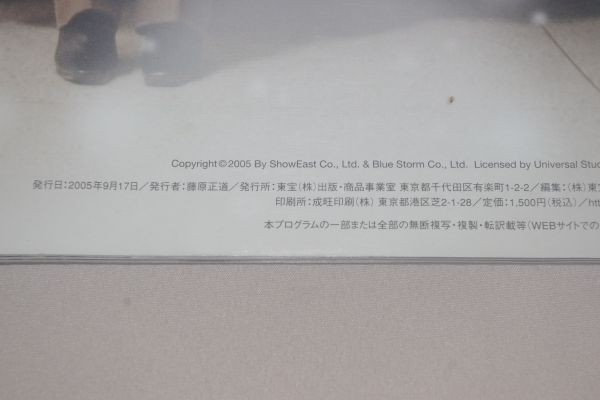 Copyright©2005 By ShowEast Co., Ltd. & Blue Storm Co., Ltd. Licensed by Universal Stu
発行日:2005年9月17日／発行者:藤原正道／発行所:東宝(株)出版・商品事業室 東京都千代田区有楽町1-2-2／編集:(株)東
印刷所:成旺印刷(株) 東京都港区芝2-1-28／定価:1,500円(税込)／ht
本プログラムの一部または全部の無断複写・複製・転訳載等(WEBサイトでの